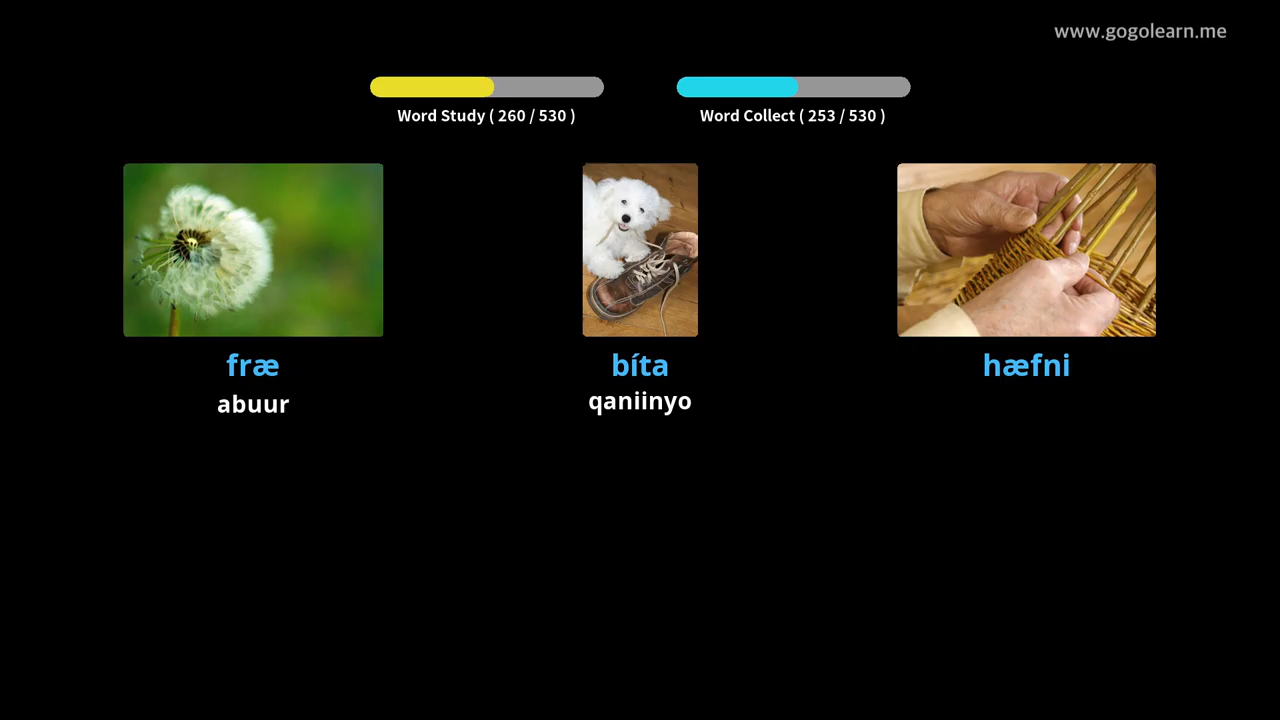 www.gogolearn.me
Word Study ( 260 / 530 )
Word Collect ( 253 / 530 )
fræ
abuur
bíta
qaniinyo
hæfni